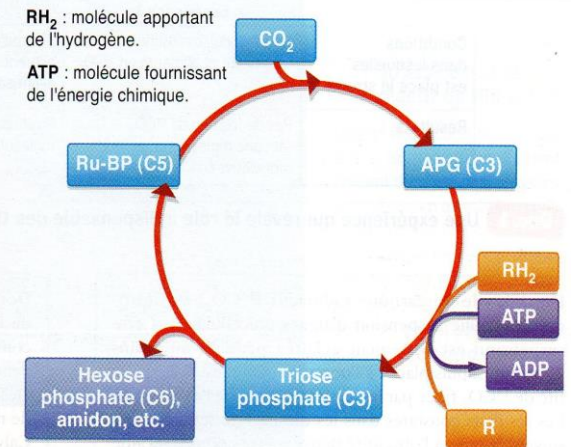 RH₂ : molécule apportant
de l'hydrogène.
ATP : molécule fournissant
de l'énergie chimique.
CO₂
Ru-BP (C5)
APG (C3)
RH₂
ATP
ADP
Hexose
phosphate (C6),
amidon, etc.
Triose
phosphate (C3)
R